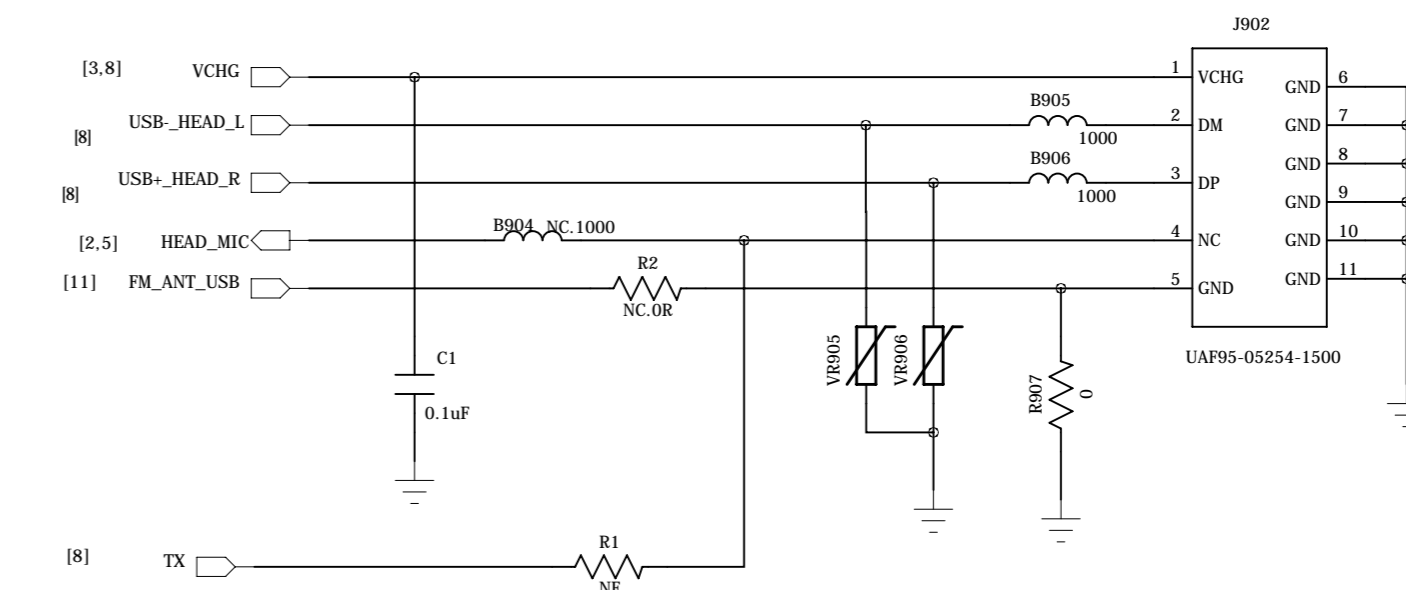 J902
[3,8] VCHG
1 VCHG GND 6
B905
USB-_HEAD_L
2 DM GND 7
[8]
1000
B906
GND 8
USB+_HEAD_R
3 DP
[8]
1000
GND 9
B904 NC.1000
[2,5] HEAD_MIC
4 NC GND 10
R2
[11] FM_ANT_USB
5 GND GND 11
NC.0R
VR905
VR906
C1
UAF95-05254-1500
R907
0
0.1uF
R1
[8] TX